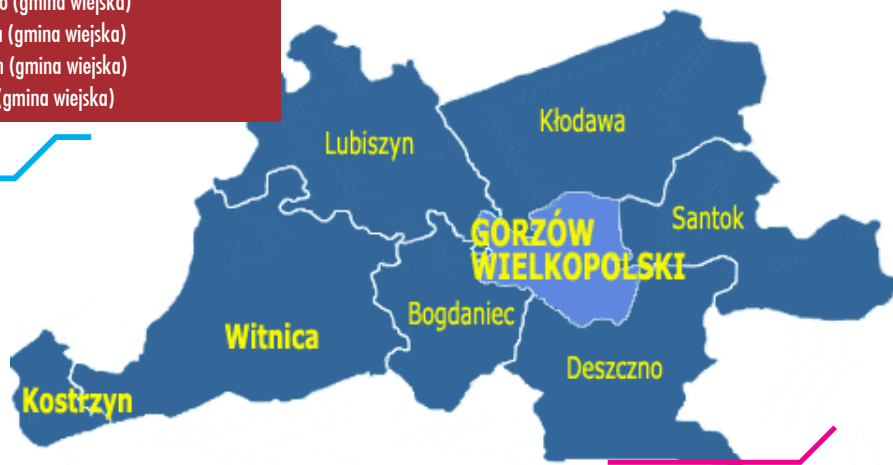 (gmina wiejska)
(gmina wiejska)
(gmina wiejska)
(gmina wiejska)
Kłodawa
Lubiszyn
Santok
GORZÓW
WIELKOPOLSKI
Bogdaniec
Witnica
Deszczno
Kostrzyn